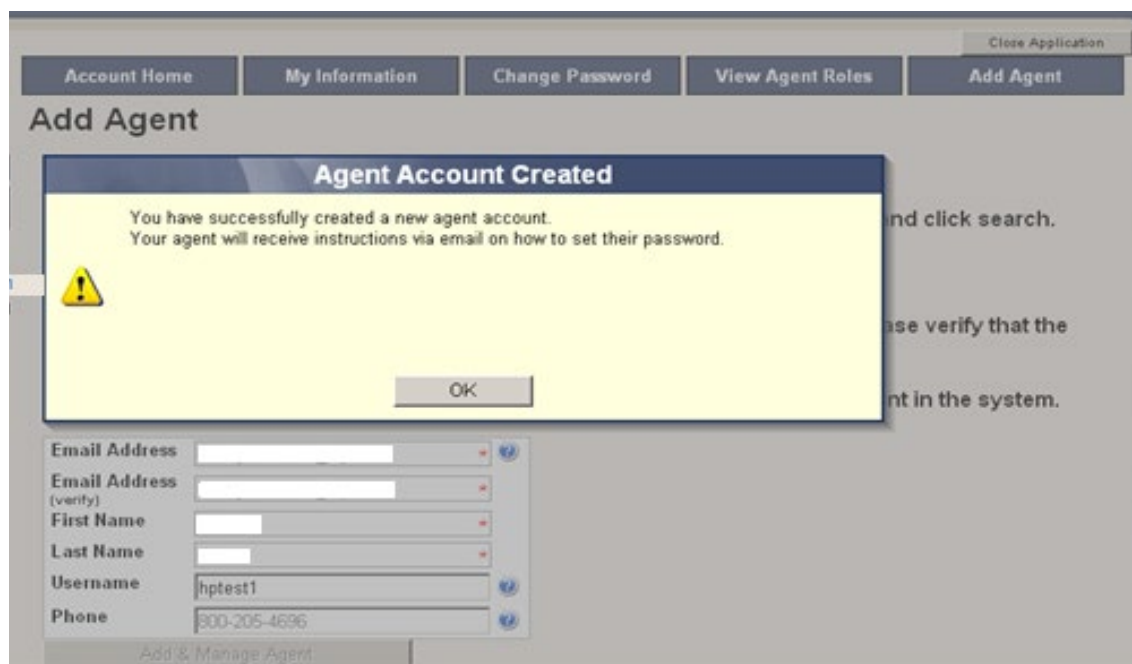 Close Application
Account Home My Information Change Password View Agent Roles Add Agent
Add Agent
Agent Account Created
You have successfully created a new agent account.
Your agent will receive instructions via email on how to set their password.
and click search.
verify that the
OK
in the system.
Email Address *
Email Address *
(verify)
First Name *
Last Name *
Username hptest1
Phone 800-205-4696
Add & Manage Agent